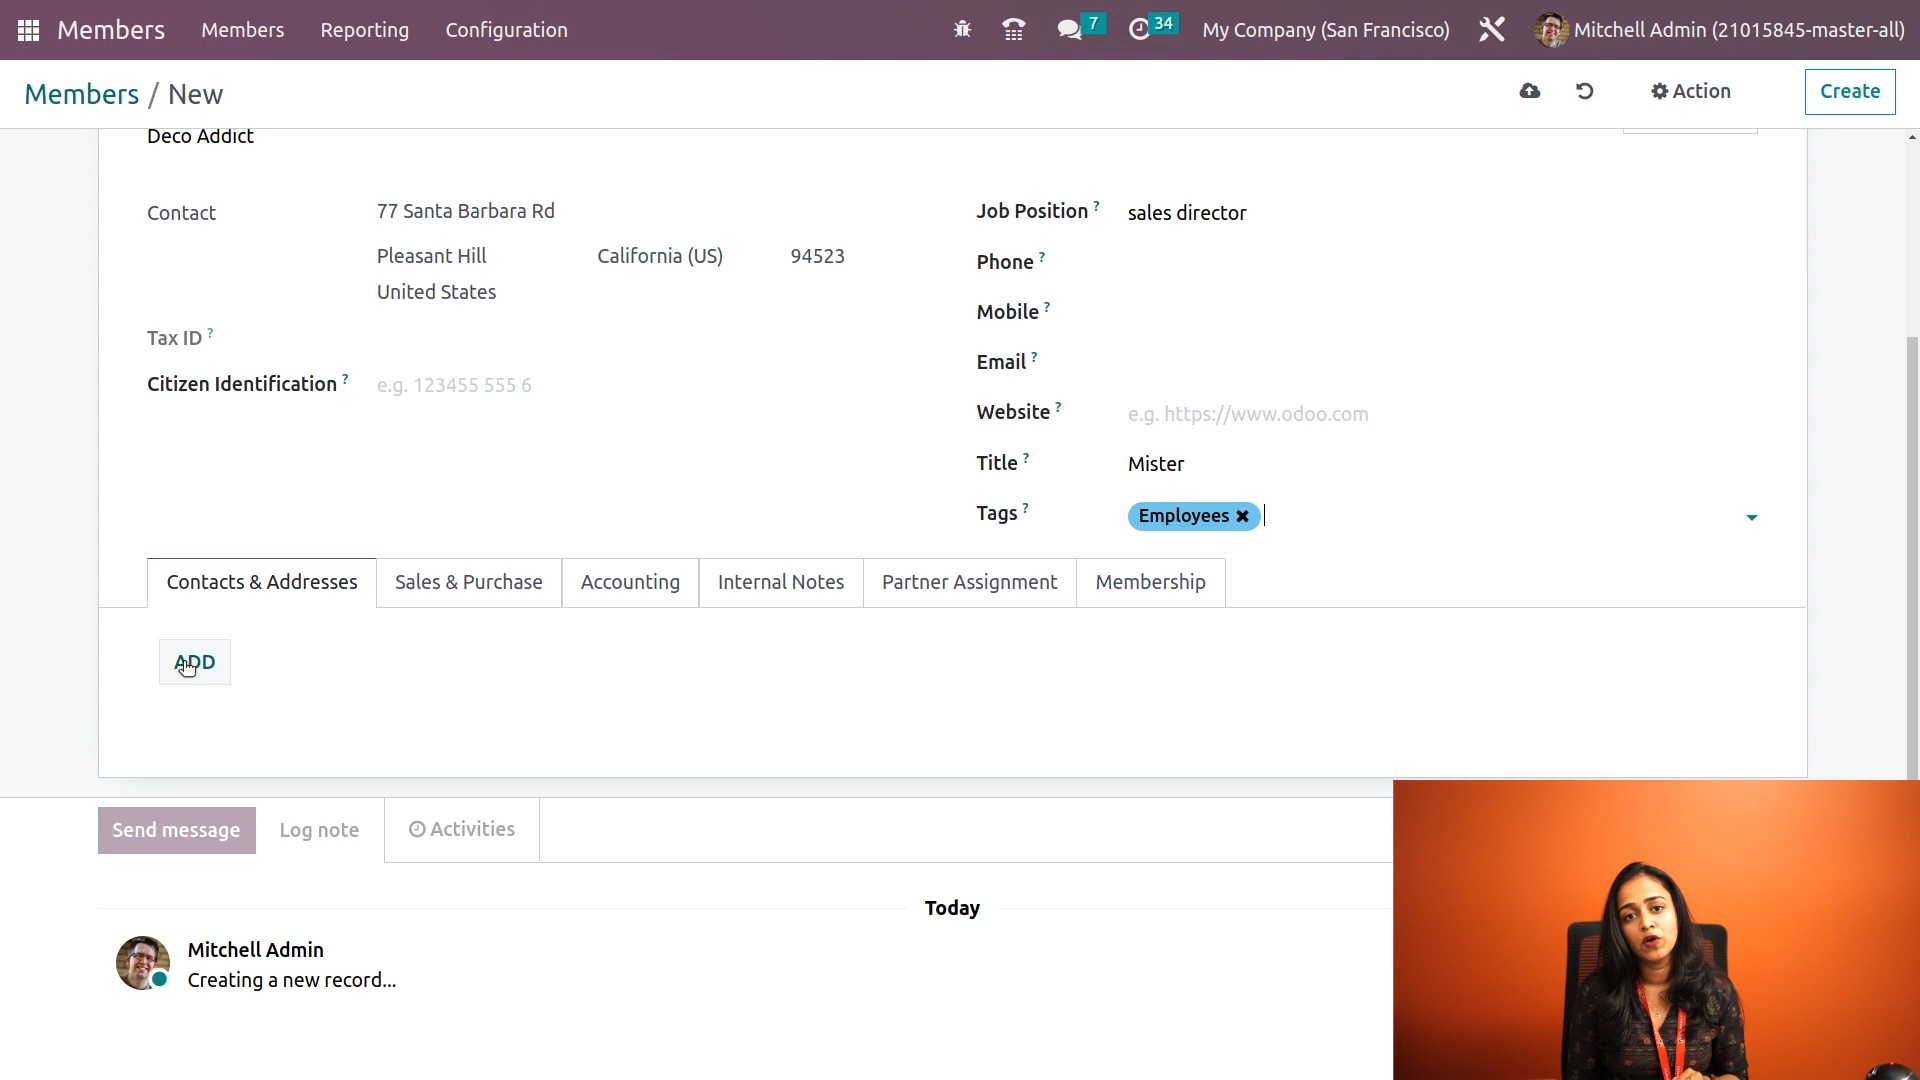 Members Members Reporting Configuration 7 34 My Company (San Francisco) Mitchell Admin (21015845-master-all)
Members / New Action Create
Deco Addict
Contact 77 Santa Barbara Rd Job Position ? sales director
Pleasant Hill California (US) 94523 Phone ?
United States
Mobile ?
Tax ID ?
Email ?
Citizen Identification ? e.g. 123455 555 6
Website ? e.g. https://www.odoo.com
Title ? Mister
Tags ? Employees ✖
Contacts & Addresses Sales & Purchase Accounting Internal Notes Partner Assignment Membership
ADD
Send message Log note Activities
Today
Mitchell Admin
Creating a new record...